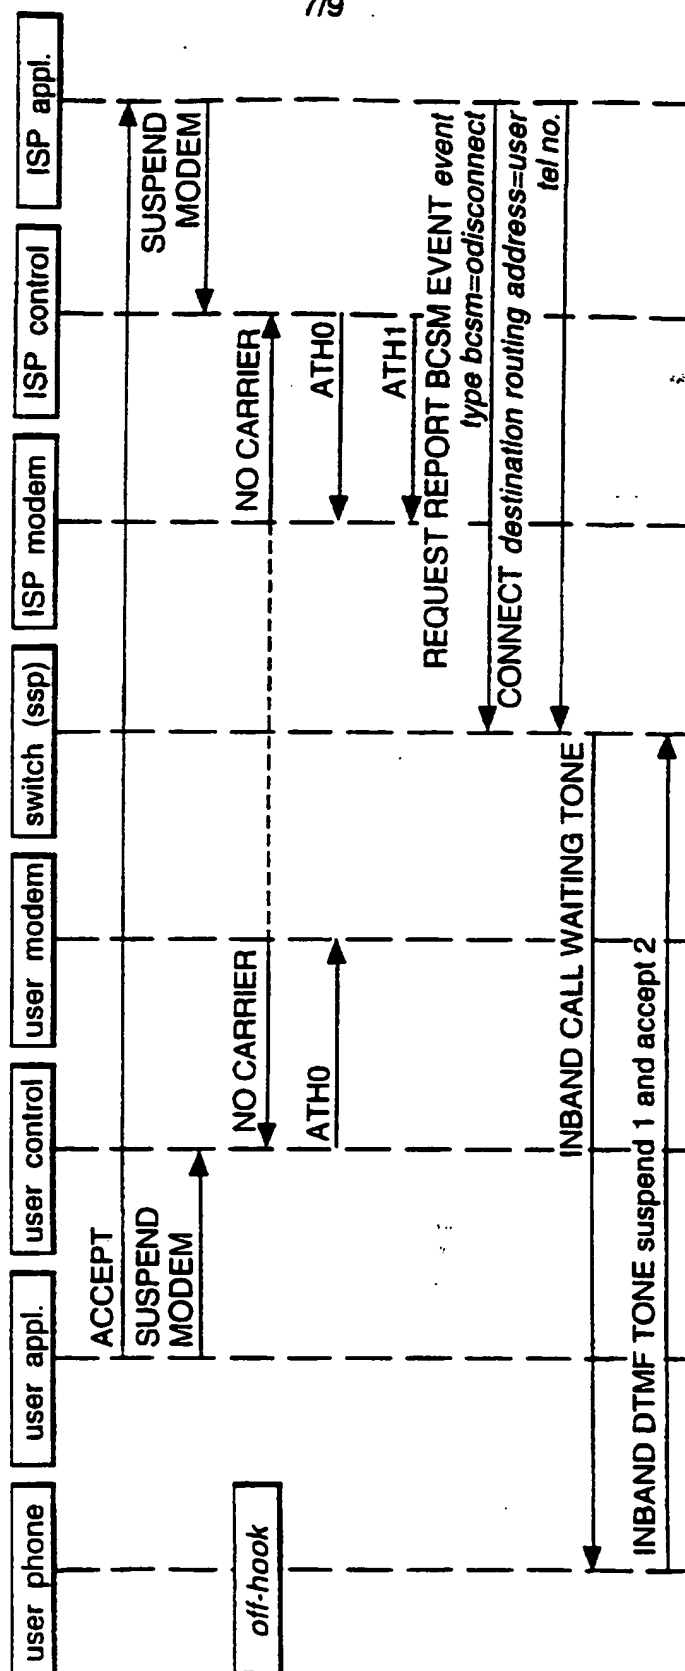 7/9
user phone
user appl.
user control
user modem
switch (ssp)
ISP modem
ISP control
ISP appl.
ACCEPT
SUSPEND
MODEM
SUSPEND
MODEM
off-hook
NO CARRIER
NO CARRIER
ATH0
ATH0
ATH1
REQUEST REPORT BCSM EVENT event
type bcsm=odisconnect
CONNECT destination routing address=user
tel no.
INBAND CALL WAITING TONE
INBAND DTMF TONE suspend 1 and accept 2